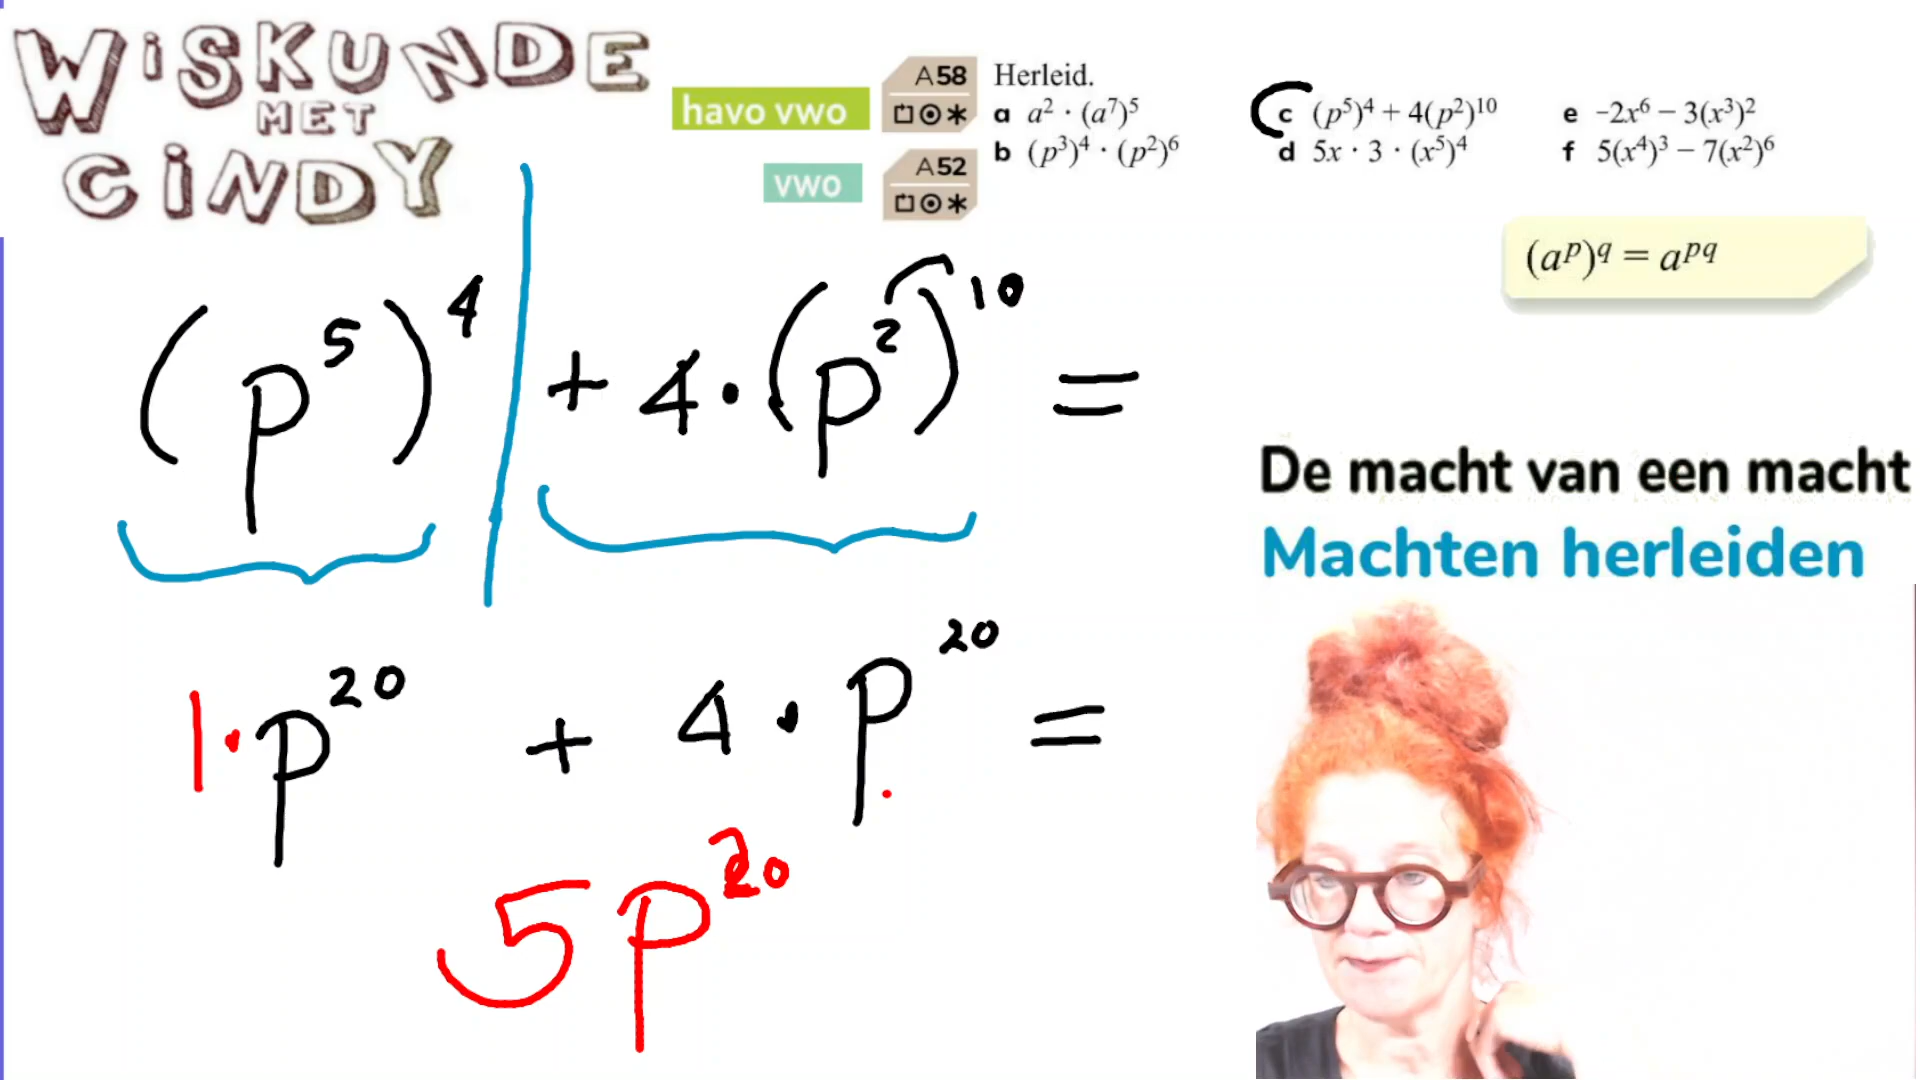 WiSKUNDE
MET
CiNDY
havo vwo
A58
vwo
A52
Herleid.
a a² · (a⁷)⁵
b (p³)⁴ · (p²)⁶
c (p⁵)⁴ + 4(p²)¹⁰
d 5x · 3 · (x⁵)⁴
e -2x⁶ – 3(x³)²
f 5(x⁴)³ – 7(x²)⁶
(aᵖ)^q = a^pq
(p⁵)⁴ + 4 · (p²)¹⁰ =
De macht van een macht
Machten herleiden
1 · p²⁰ + 4 · p²⁰ =
5p²⁰